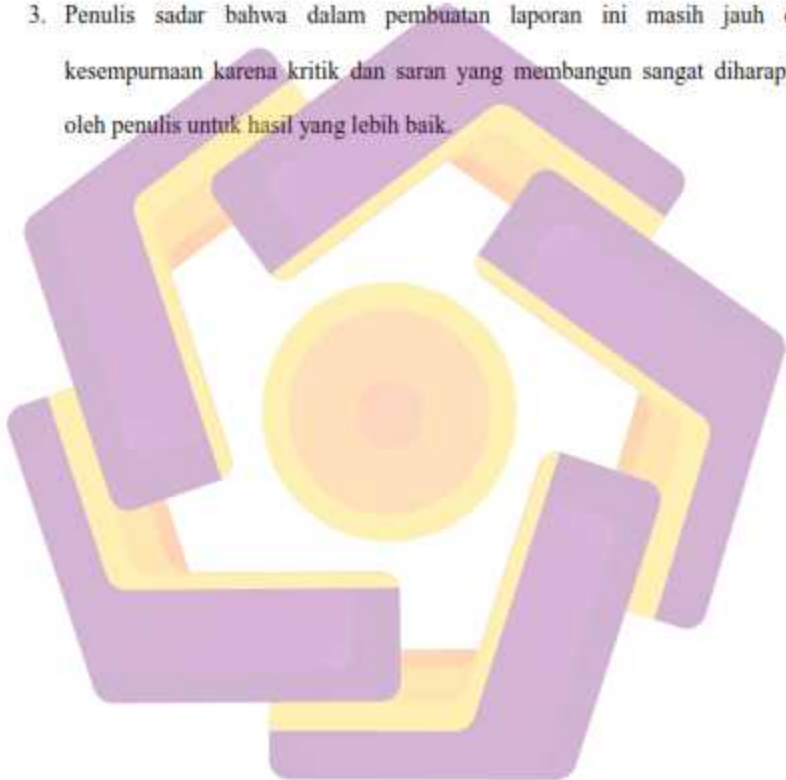 3. Penulis sadar bahwa dalam pembuatan laporan ini masih jauh
kesempurnaan karena kritik dan saran yang membangun sangat
oleh penulis untuk hasil yang lebih baik.